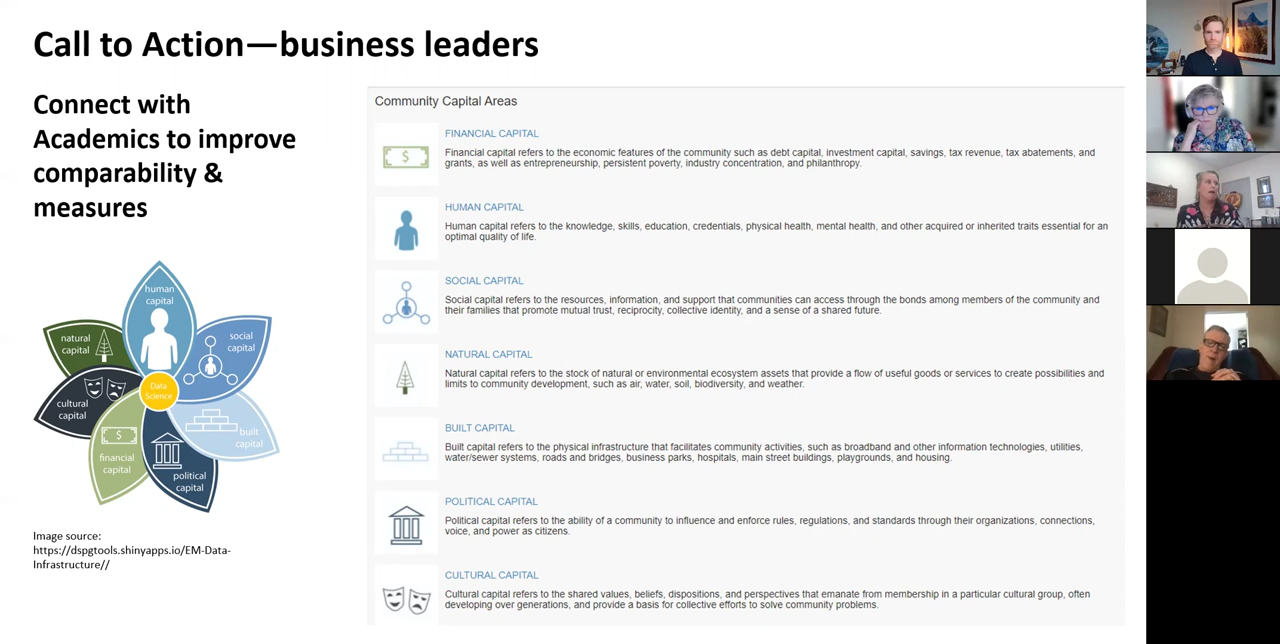 Call to Action—business leaders
Connect with
Academics to improve
comparability &
measures
human
capital
natural
capital
social
capital
Data
Science
cultural
capital
built
capital
financial
capital
political
capital
Image source:
https://dspgtools.shinyapps.io/EM-Data-
Infrastructure//
Community Capital Areas
FINANCIAL CAPITAL
Financial capital refers to the economic features of the community such as debt capital, investment capital, savings, tax revenue, tax abatements, and
grants, as well as entrepreneurship, persistent poverty, industry concentration, and philanthropy.
HUMAN CAPITAL
Human capital refers to the knowledge, skills, education, credentials, physical health, mental health, and other acquired or inherited traits essential for an
optimal quality of life.
SOCIAL CAPITAL
Social capital refers to the resources, information, and support that communities can access through the bonds among members of the community and
their families that promote mutual trust, reciprocity, collective identity, and a sense of a shared future.
NATURAL CAPITAL
Natural capital refers to the stock of natural or environmental ecosystem assets that provide a flow of useful goods or services to create possibilities and
limits to community development, such as air, water, soil, biodiversity, and weather.
BUILT CAPITAL
Built capital refers to the physical infrastructure that facilitates community activities, such as broadband and other information technologies, utilities,
water/sewer systems, roads and bridges, business parks, hospitals, main street buildings, playgrounds, and housing.
POLITICAL CAPITAL
Political capital refers to the ability of a community to influence and enforce rules, regulations, and standards through their organizations, connections,
voice, and power as citizens.
CULTURAL CAPITAL
Cultural capital refers to the shared values, beliefs, dispositions, and perspectives that emanate from membership in a particular cultural group, often
developing over generations, and provide a basis for collective efforts to solve community problems.